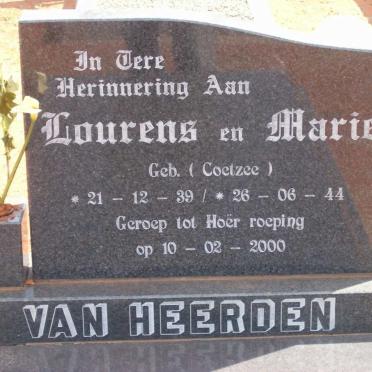 In Tere
Herinnering Aan
Lourens en Marie
Geb. ( Coetzee )
* 21 - 12 - 39 / * 26 - 06 - 44
Geroep tot Hoër roeping
op 10 - 02 - 2000
VAN HEERDEN